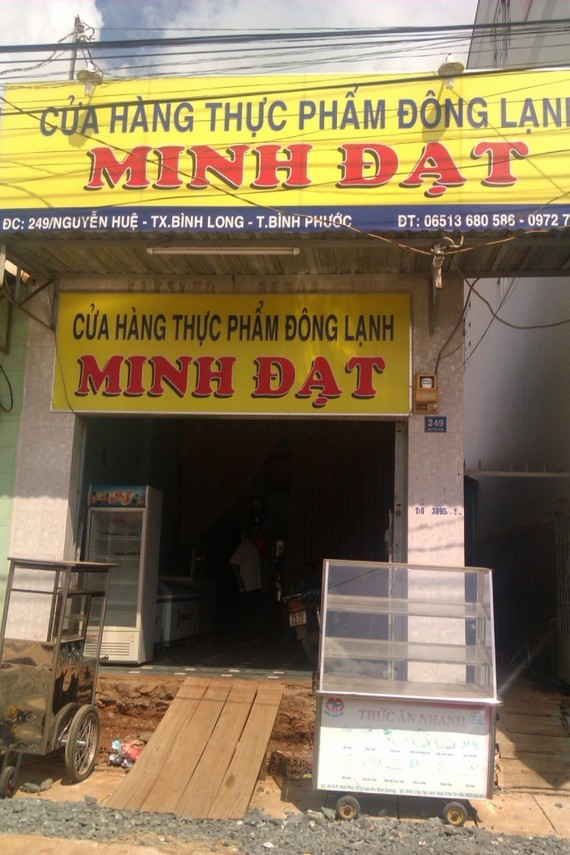 CỬA HÀNG THỰC PHẨM ĐÔNG LẠNH
MINH ĐẠT
ĐC: 249/NGUYỄN HUỆ - TX.BÌNH LONG - T.BÌNH PHƯỚC ĐT: 06513 680 586 - 0972 7
CỬA HÀNG THỰC PHẨM ĐÔNG LẠNH
MINH ĐẠT
249
THỨC ĂN NHANH